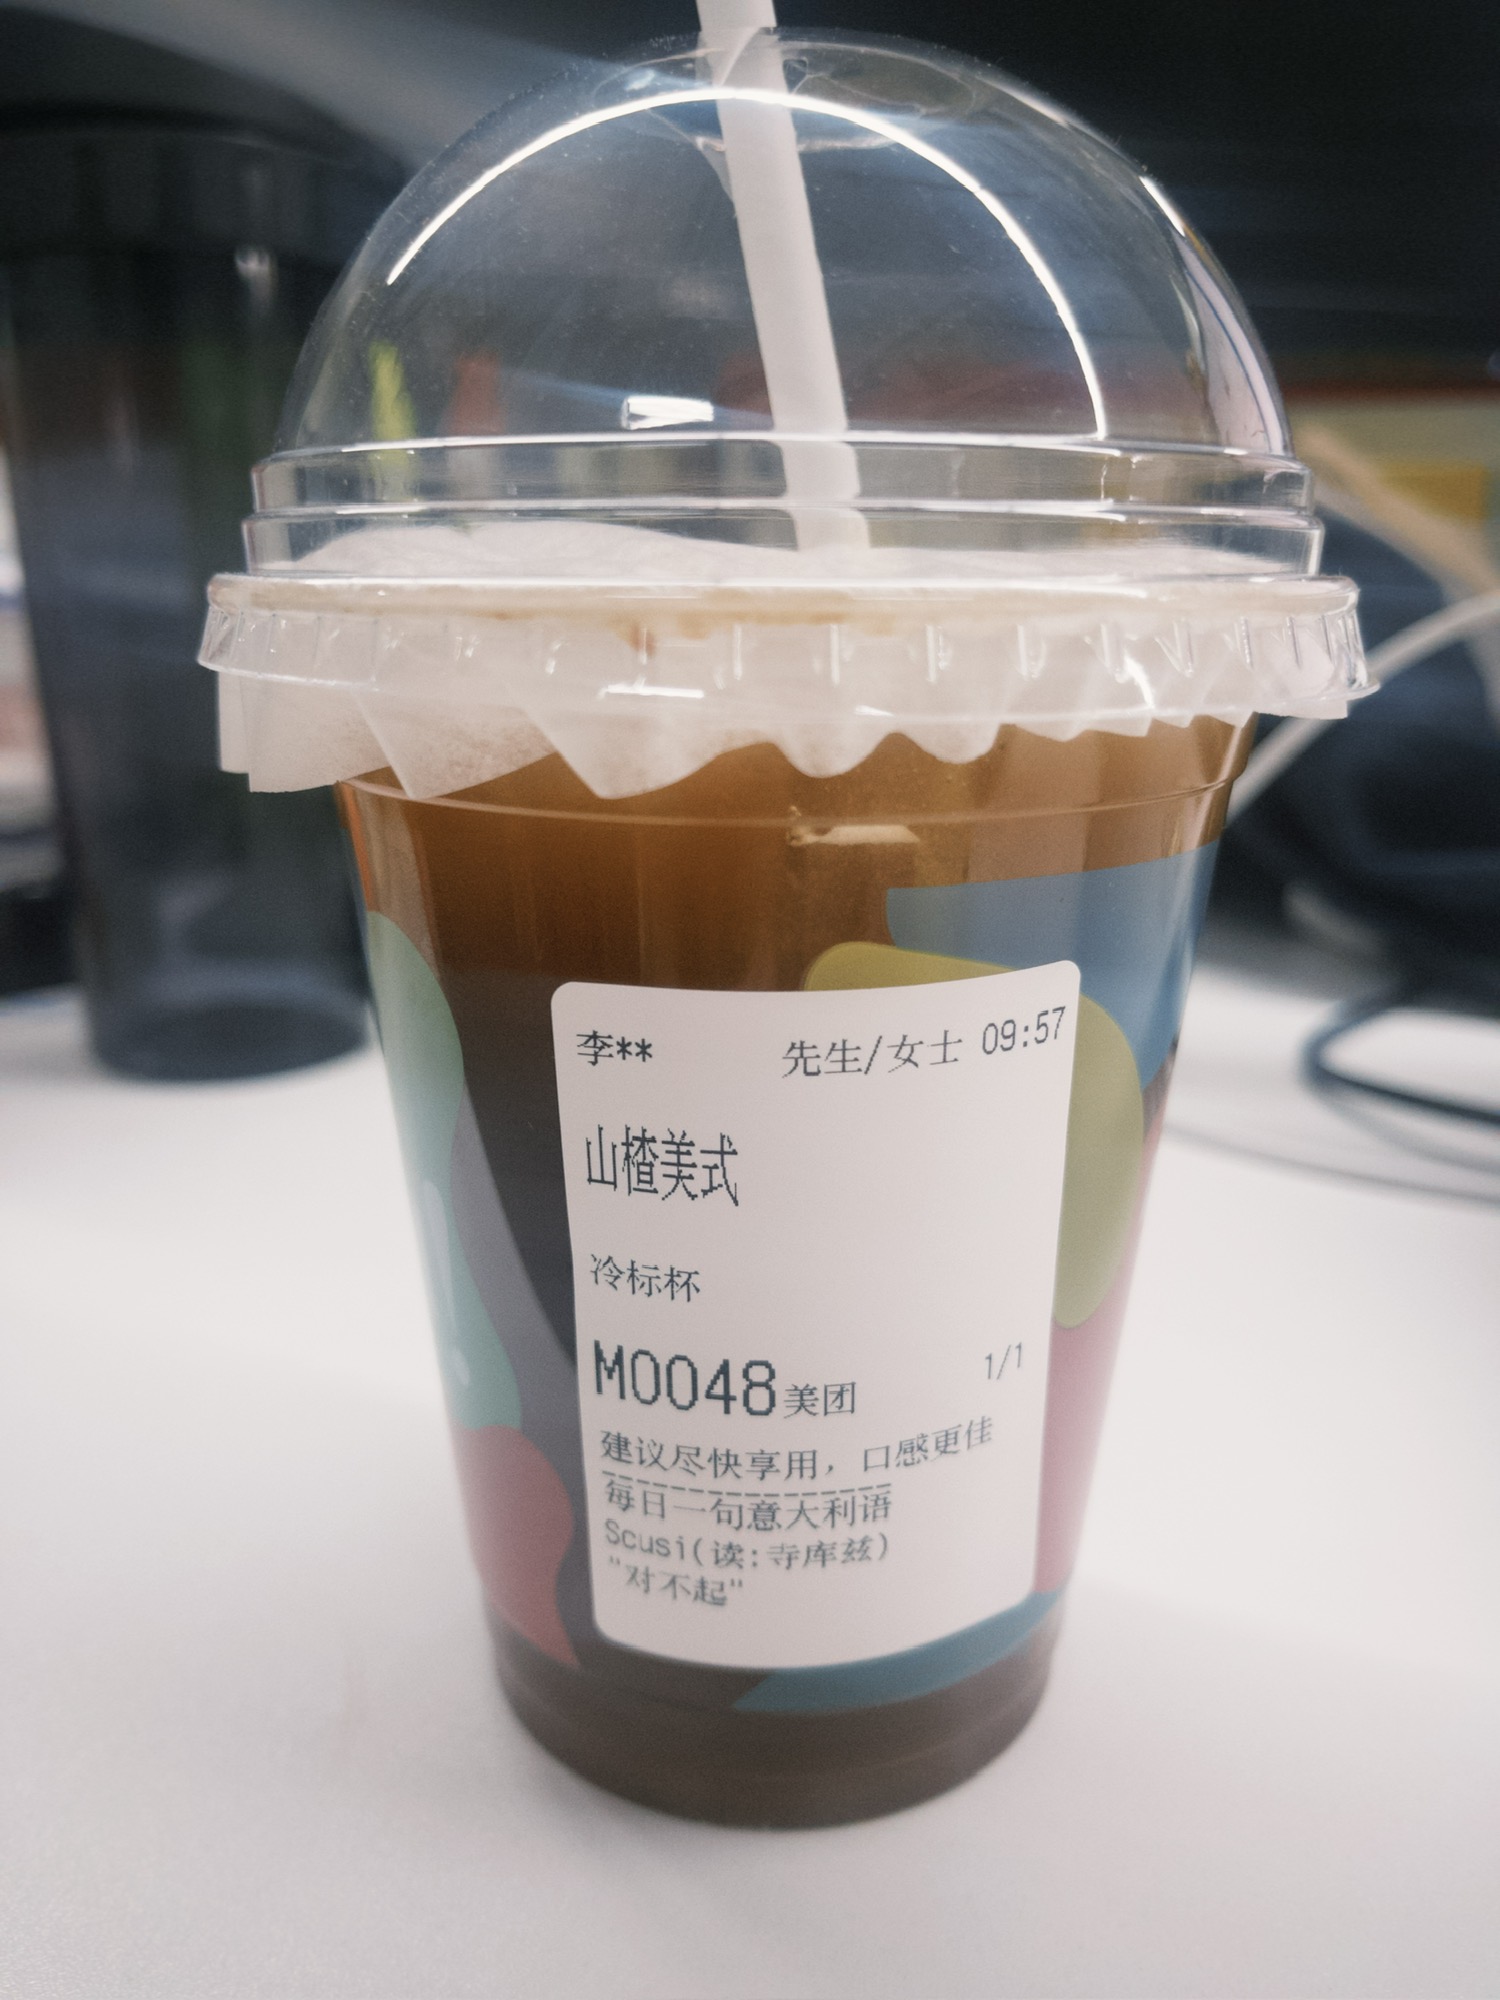 李** 先生/女士 09:57
山楂美式
冷标杯
M0048美团 1/1
建议尽快享用，口感更佳
----------------
每日一句意大利语
Scusi(读:寺库兹)
"对不起"